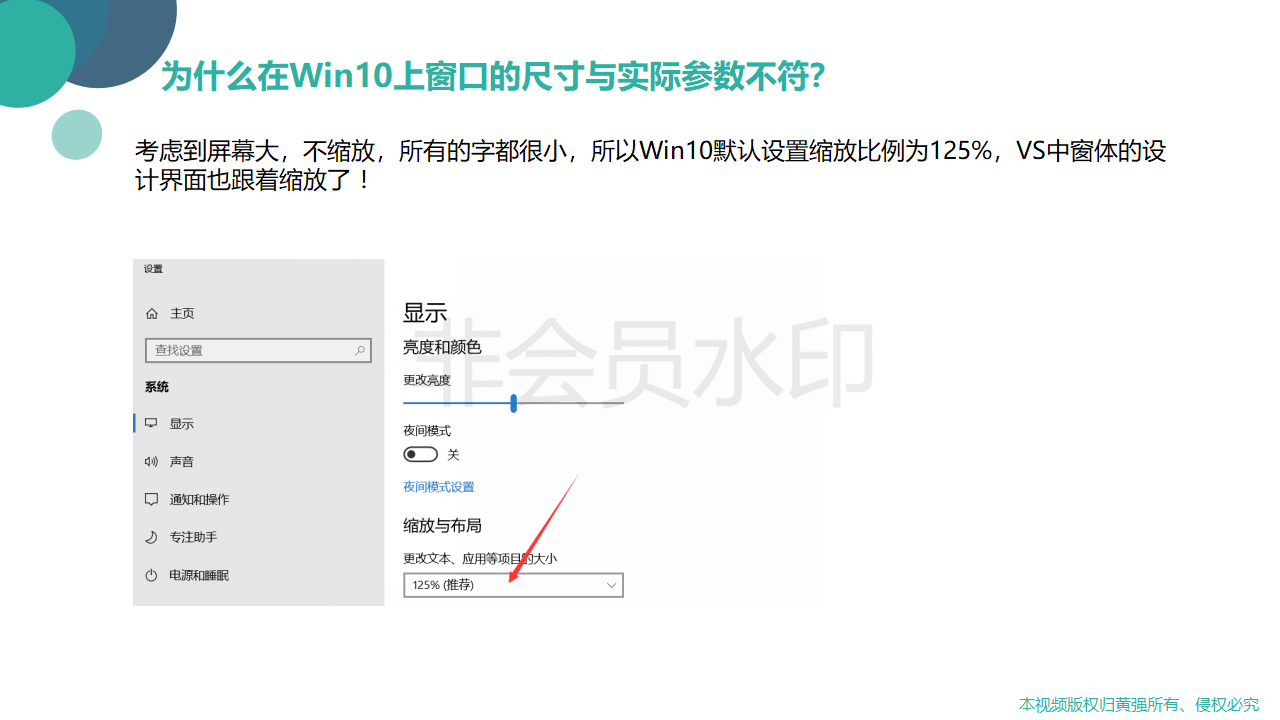 为什么在Win10上窗口的尺寸与实际参数不符？
考虑到屏幕大，不缩放，所有的字都很小，所以Win10默认设置缩放比例为125%，VS中窗体的设
计界面也跟着缩放了！
设置
主页
查找设置
系统
显示
声音
通知和操作
专注助手
电源和睡眠
显示
非会员水印
亮度和颜色
更改亮度
夜间模式
关
夜间模式设置
缩放与布局
更改文本、应用等项目的大小
125% (推荐)
本视频版权归黄强所有、侵权必究